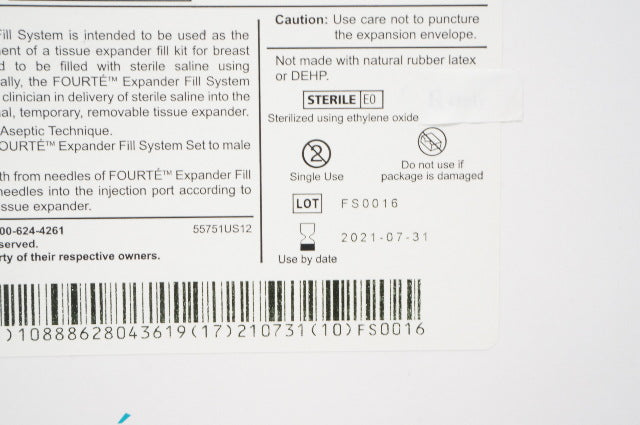 ill System is intended to be used as the
ent of a tissue expander fill kit for breast
d to be filled with sterile saline using
ally, the FOURTÉ™ Expander Fill System
clinician in delivery of sterile saline into the
al, temporary, removable tissue expander.
Aseptic Technique.
OURTÉ™ Expander Fill System Set to male
th from needles of FOURTÉ™ Expander Fill
needles into the injection port according to
ssue expander.
00-624-4261 55751US12
served.
rty of their respective owners.
Caution: Use care not to puncture
the expansion envelope.
Not made with natural rubber latex
or DEHP.
STERILE EO
Sterilized using ethylene oxide
2
Single Use
Do not use if
package is damaged
LOT FS0016
2021-07-31
Use by date
)10888628043619(17)210731(10)FS0016